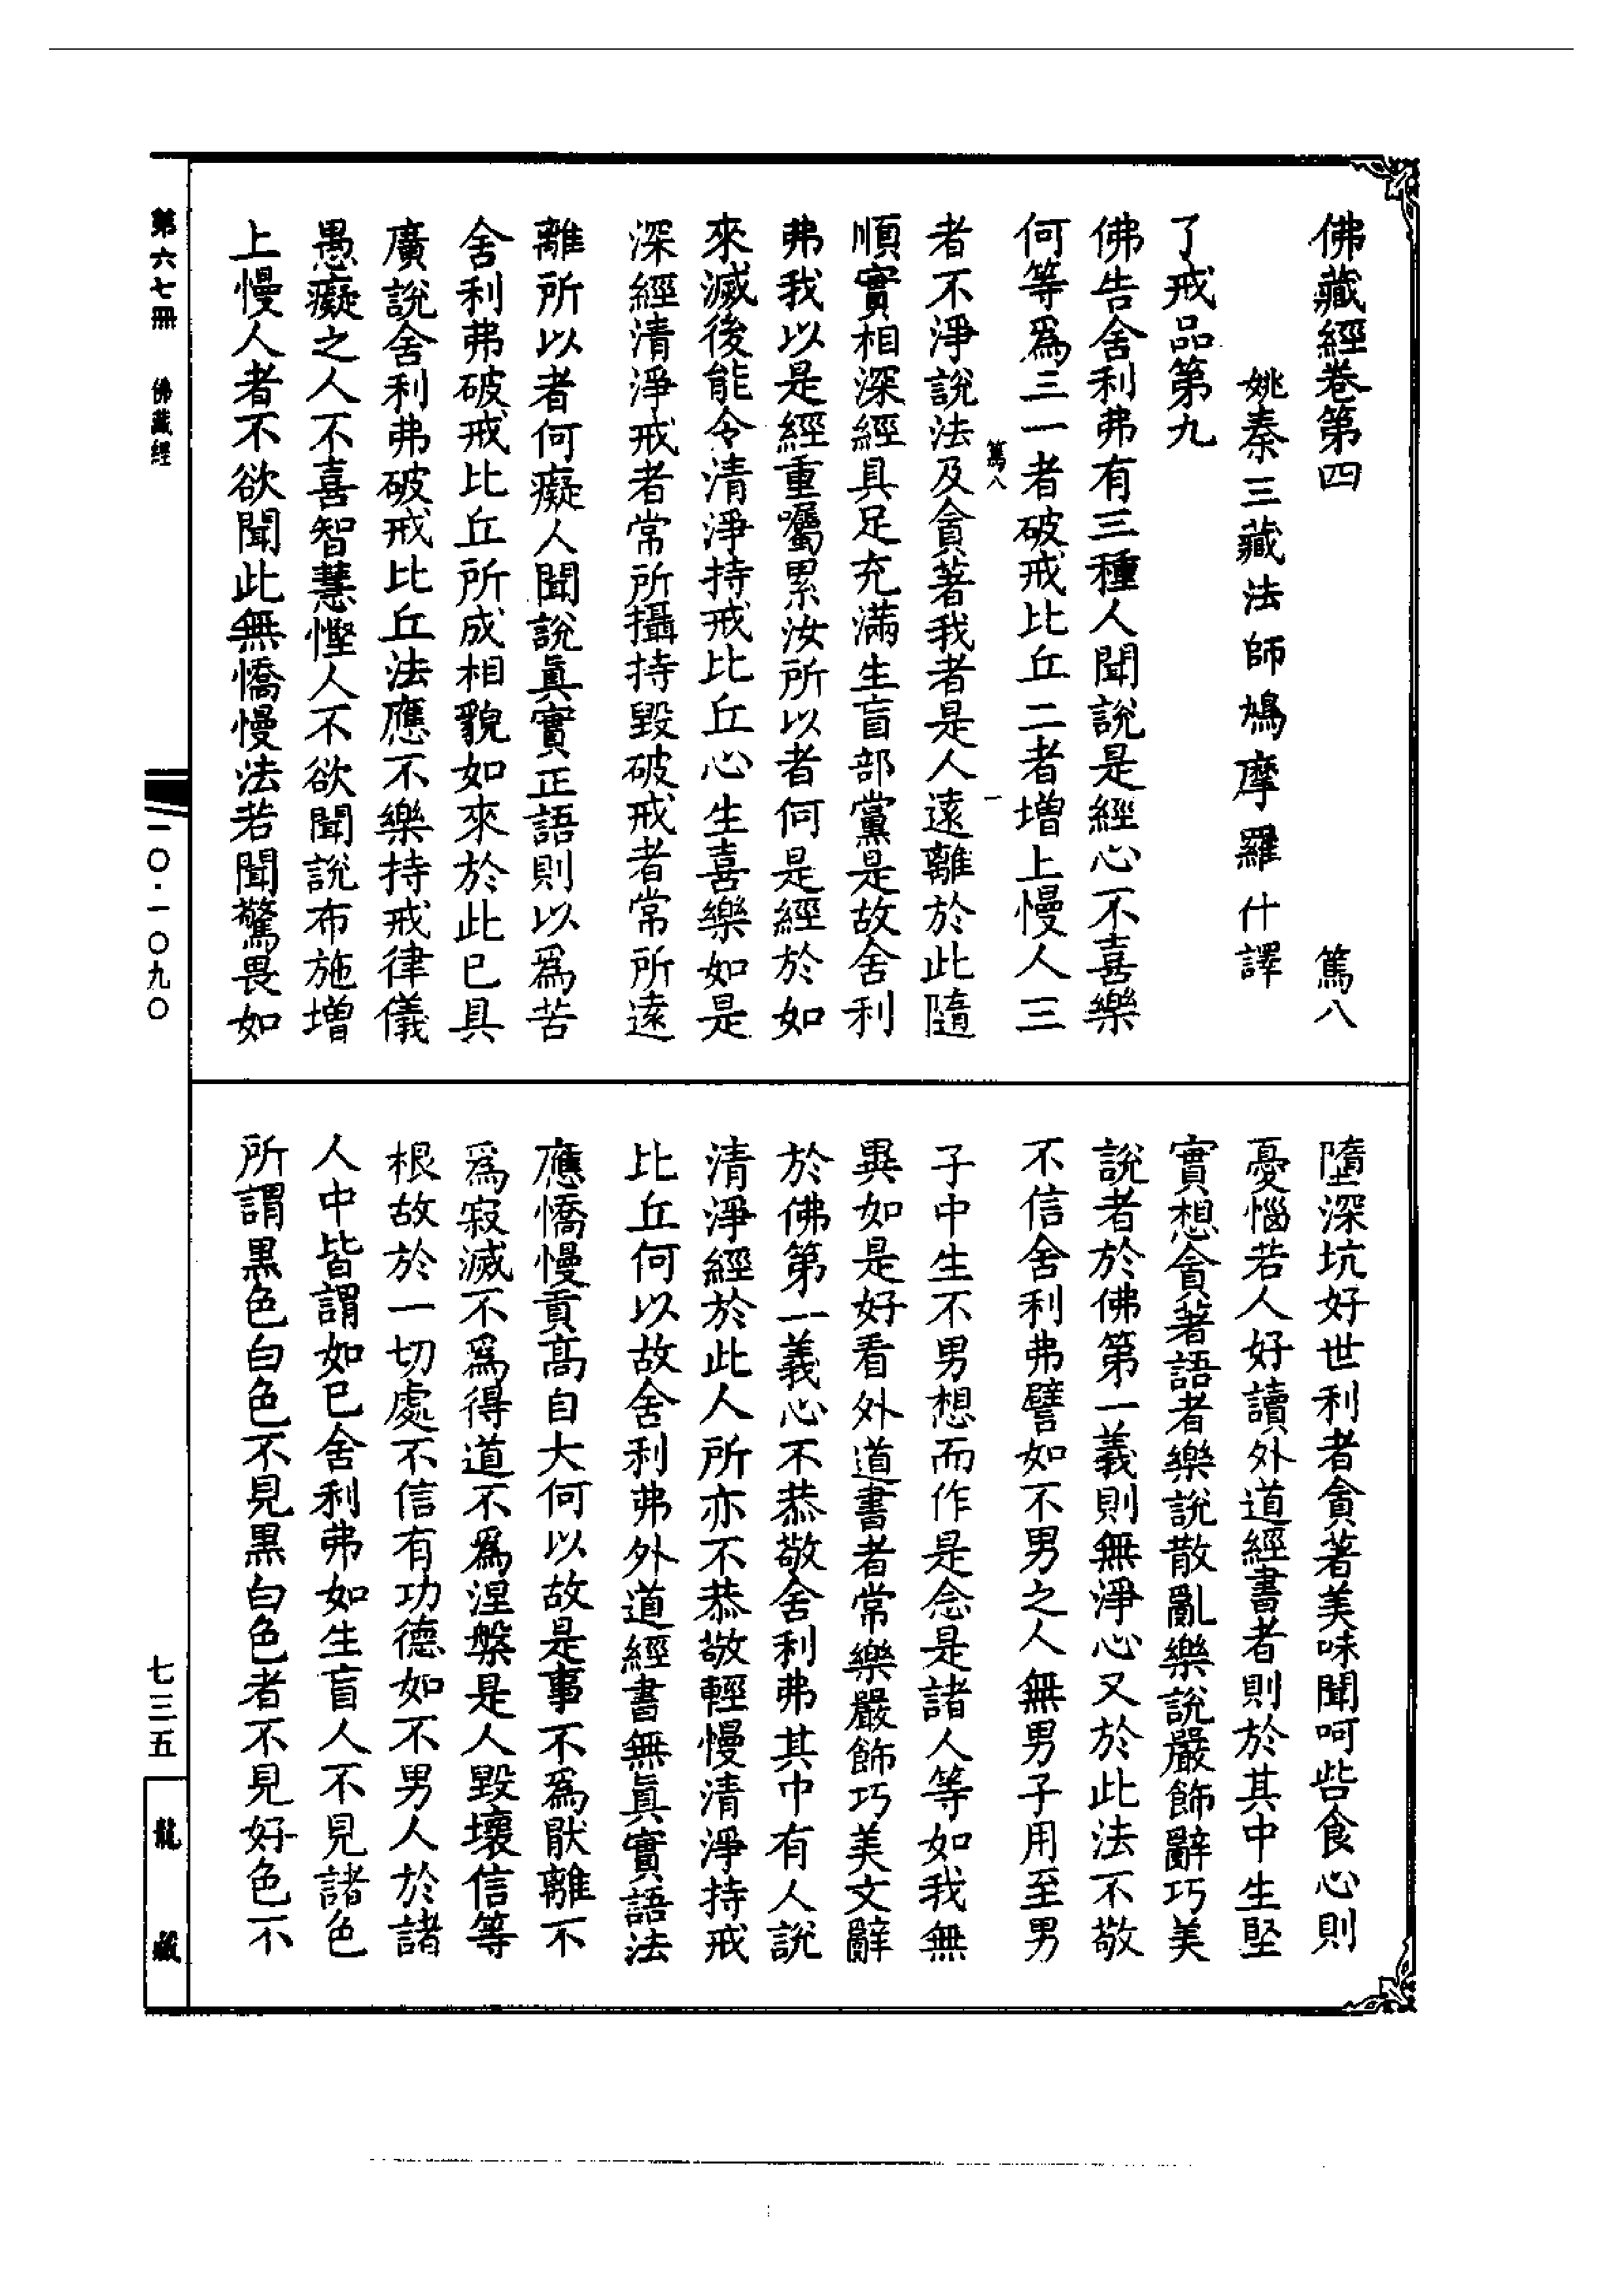 佛藏經卷第四 篤八
姚秦三藏法師鳩摩羅什譯
了戒品第九
佛告舍利弗有三種人聞說是經心不喜樂
何等爲三一者破戒比丘二者增上慢人三
篤八 一
者不淨說法及貪著我者是人遠離於此隨
順實相深經具足充滿生盲部黨是故舍利
弗我以是經重囑累汝所以者何是經於如
來滅後能令清淨持戒比丘心生喜樂如是
深經清淨戒者常所攝持毀破戒者常所遠
離所以者何癡人聞說眞實正語則以爲苦
舍利弗破戒比丘所成相貌如來於此已具
廣說舍利弗破戒比丘法應不樂持戒律儀
愚癡之人不喜智慧慳人不欲聞說布施增
上慢人者不欲聞此無憍慢法若聞驚畏如
墮深坑好世利者貪著美味聞呵呰食心則
憂惱若人好讀外道經書者則於其中生堅
實想貪著語者樂說散亂樂說嚴飾辭巧美
說者於佛第一義則無淨心又於此法不敬
不信舍利弗譬如不男之人無男子用至男
子中生不男想而作是念是諸人等如我無
異如是好看外道書者常樂嚴飾巧美文辭
於佛第一義心不恭敬舍利弗其中有人說
清淨經於此人所亦不恭敬輕慢清淨持戒
比丘何以故舍利弗外道經書無眞實語法
應憍慢貢高自大何以故是事不爲厭離不
爲寂滅不爲得道不爲涅槃是人毀壞信等
根故於一切處不信有功德如不男人於諸
人中皆謂如已舍利弗如生盲人不見諸色
所謂黑色白色不見黑白色者不見好色不
第六七冊 佛藏經
一〇·一〇九〇
七三五
龍藏